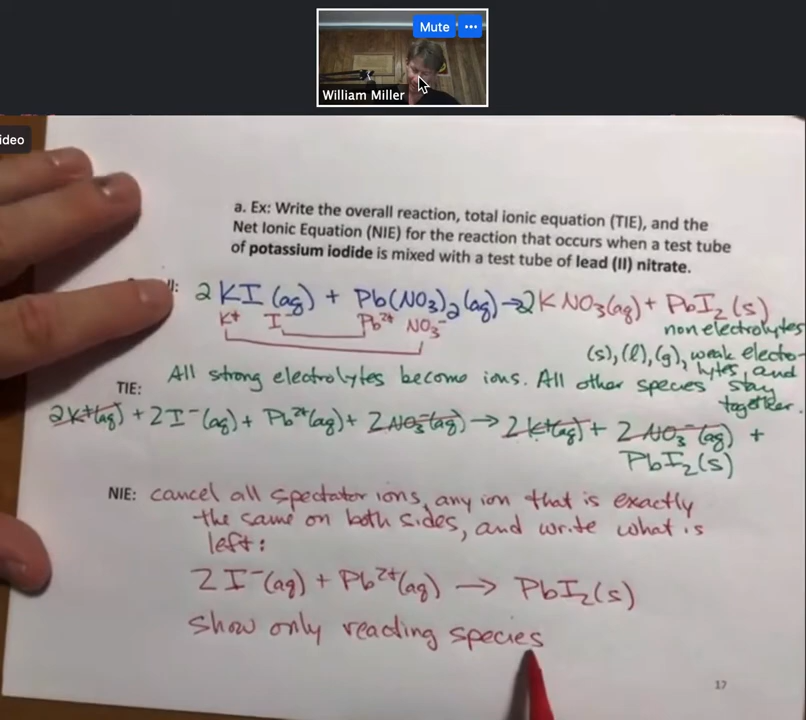 Mute ...
William Miller
ideo
a. Ex: Write the overall reaction, total ionic equation (TIE), and the
Net Ionic Equation (NIE) for the reaction that occurs when a test tube
of potassium iodide is mixed with a test tube of lead (II) nitrate.
ll: 2KI(aq) + Pb(NO₃)₂(aq) → 2KNO₃(aq) + PbI₂(s)
K⁺ I⁻ Pb²⁺ NO₃⁻
nonelectrolytes
(s), (l), (g), weak electro-
lytes, and
All strong electrolytes become ions. All other species stay
together.
TIE:
2K⁺(aq) + 2I⁻(aq) + Pb²⁺(aq) + 2NO₃⁻(aq) → 2K⁺(aq) + 2NO₃⁻(aq) +
PbI₂(s)
NIE: cancel all spectator ions, any ion that is exactly
the same on both sides, and write what is
left:
2I⁻(aq) + Pb²⁺(aq) → PbI₂(s)
show only reading species
17